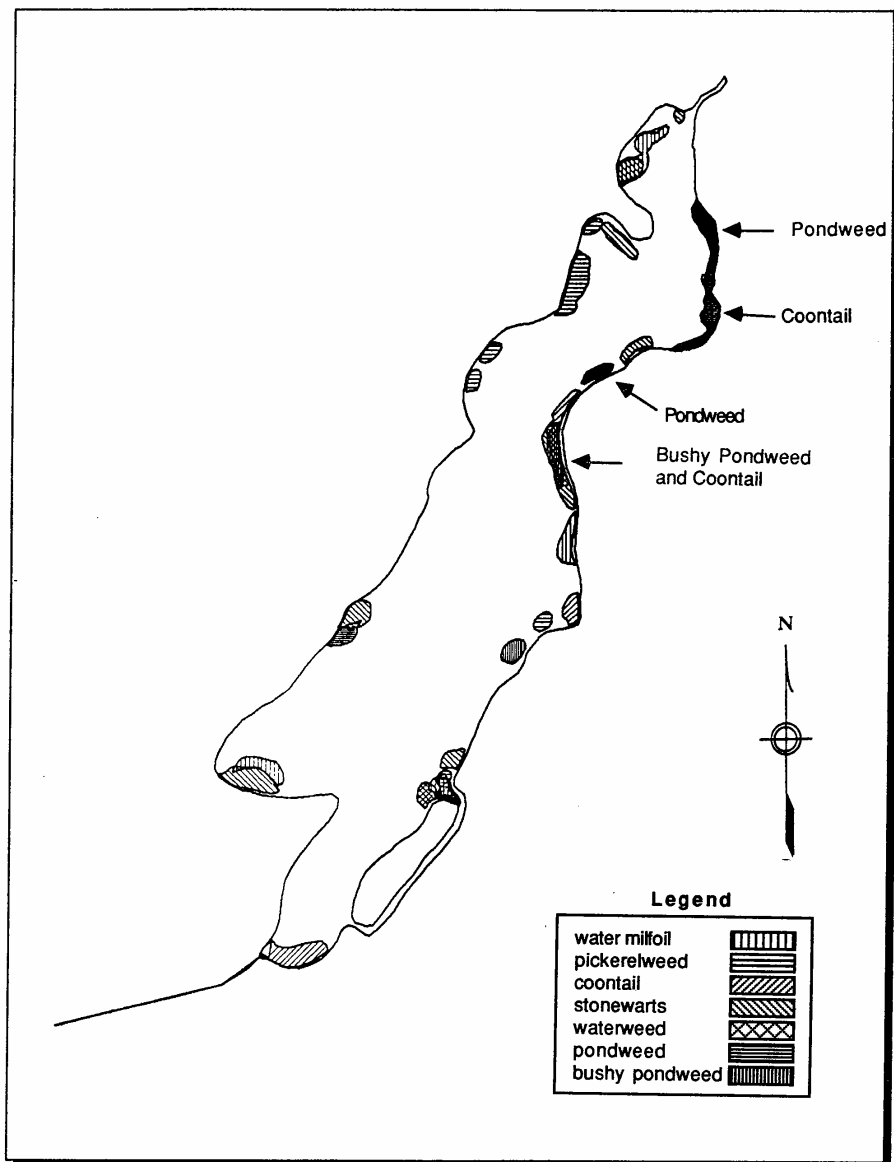 Pondweed
Coontail
Pondweed
Bushy Pondweed
and Coontail
N
Legend
water milfoil
pickerelweed
coontail
stonewarts
waterweed
pondweed
bushy pondweed